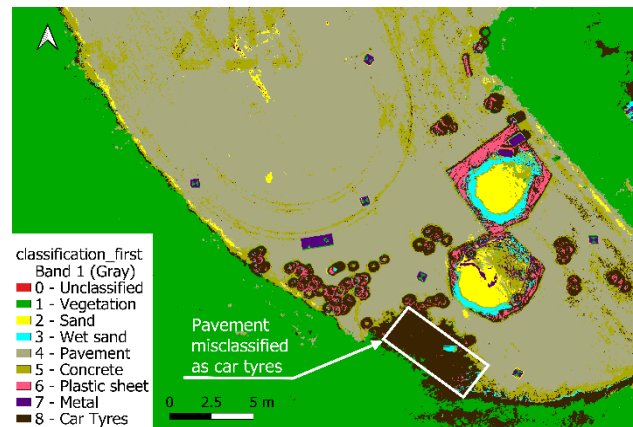 classification_first
Band 1 (Gray)
0 - Unclassified
1 - Vegetation
2 - Sand
3 - Wet sand
4 - Pavement
5 - Concrete
6 - Plastic sheet
7 - Metal
8 - Car Tyres
Pavement
misclassified
as car tyres
0 2.5 5 m